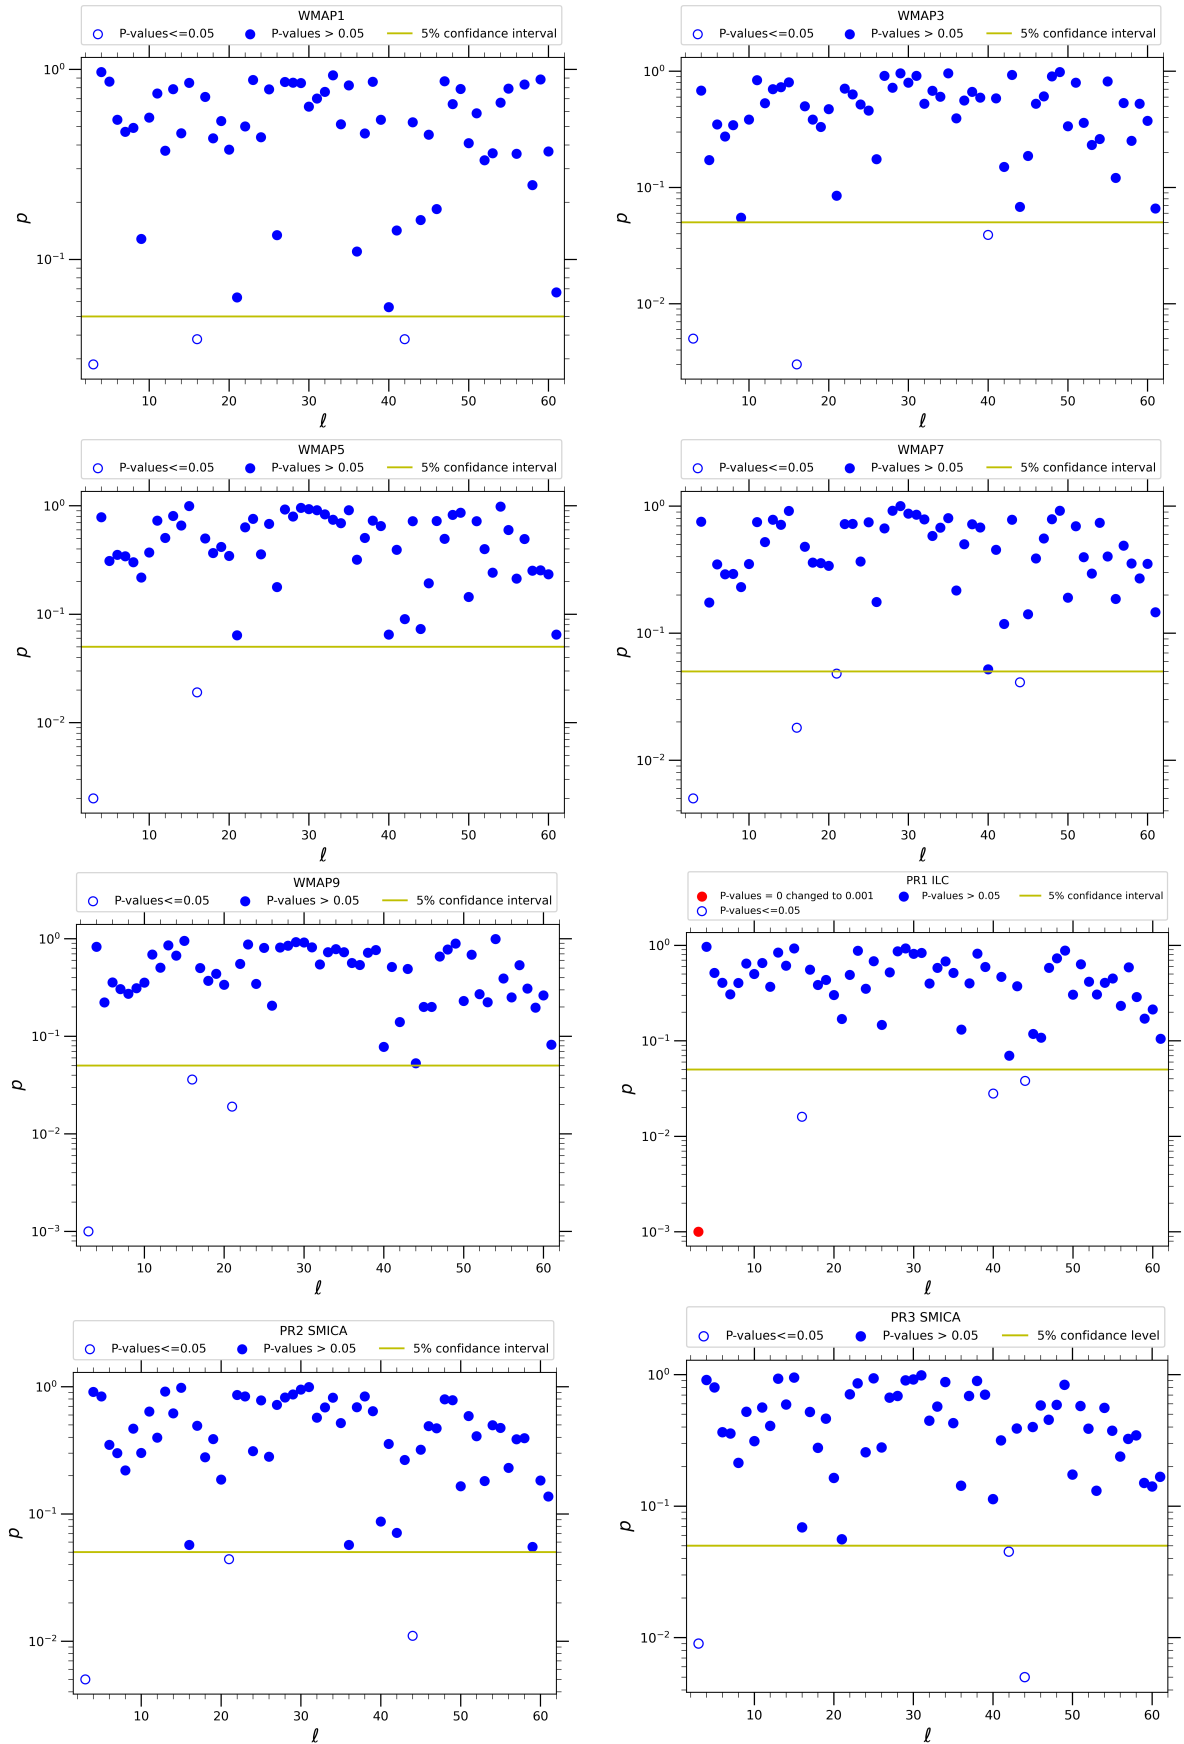 WMAP1
P-values<=0.05 P-values > 0.05 5% confidance interval
10⁰
10⁻¹
p
10 20 30 40 50 60
ℓ
WMAP3
P-values<=0.05 P-values > 0.05 5% confidance interval
10⁰
10⁻¹
10⁻²
p
10 20 30 40 50 60
ℓ
WMAP5
P-values<=0.05 P-values > 0.05 5% confidance interval
10⁰
10⁻¹
10⁻²
p
10 20 30 40 50 60
ℓ
WMAP7
P-values<=0.05 P-values > 0.05 5% confidance interval
10⁰
10⁻¹
10⁻²
p
10 20 30 40 50 60
ℓ
WMAP9
P-values<=0.05 P-values > 0.05 5% confidance interval
10⁰
10⁻¹
10⁻²
10⁻³
p
10 20 30 40 50 60
ℓ
PR1 ILC
P-values = 0 changed to 0.001 P-values > 0.05 5% confidance interval
P-values<=0.05
10⁰
10⁻¹
10⁻²
10⁻³
p
10 20 30 40 50 60
ℓ
PR2 SMICA
P-values<=0.05 P-values > 0.05 5% confidance interval
10⁰
10⁻¹
10⁻²
p
10 20 30 40 50 60
ℓ
PR3 SMICA
P-values<=0.05 P-values > 0.05 5% confidance level
10⁰
10⁻¹
10⁻²
p
10 20 30 40 50 60
ℓ